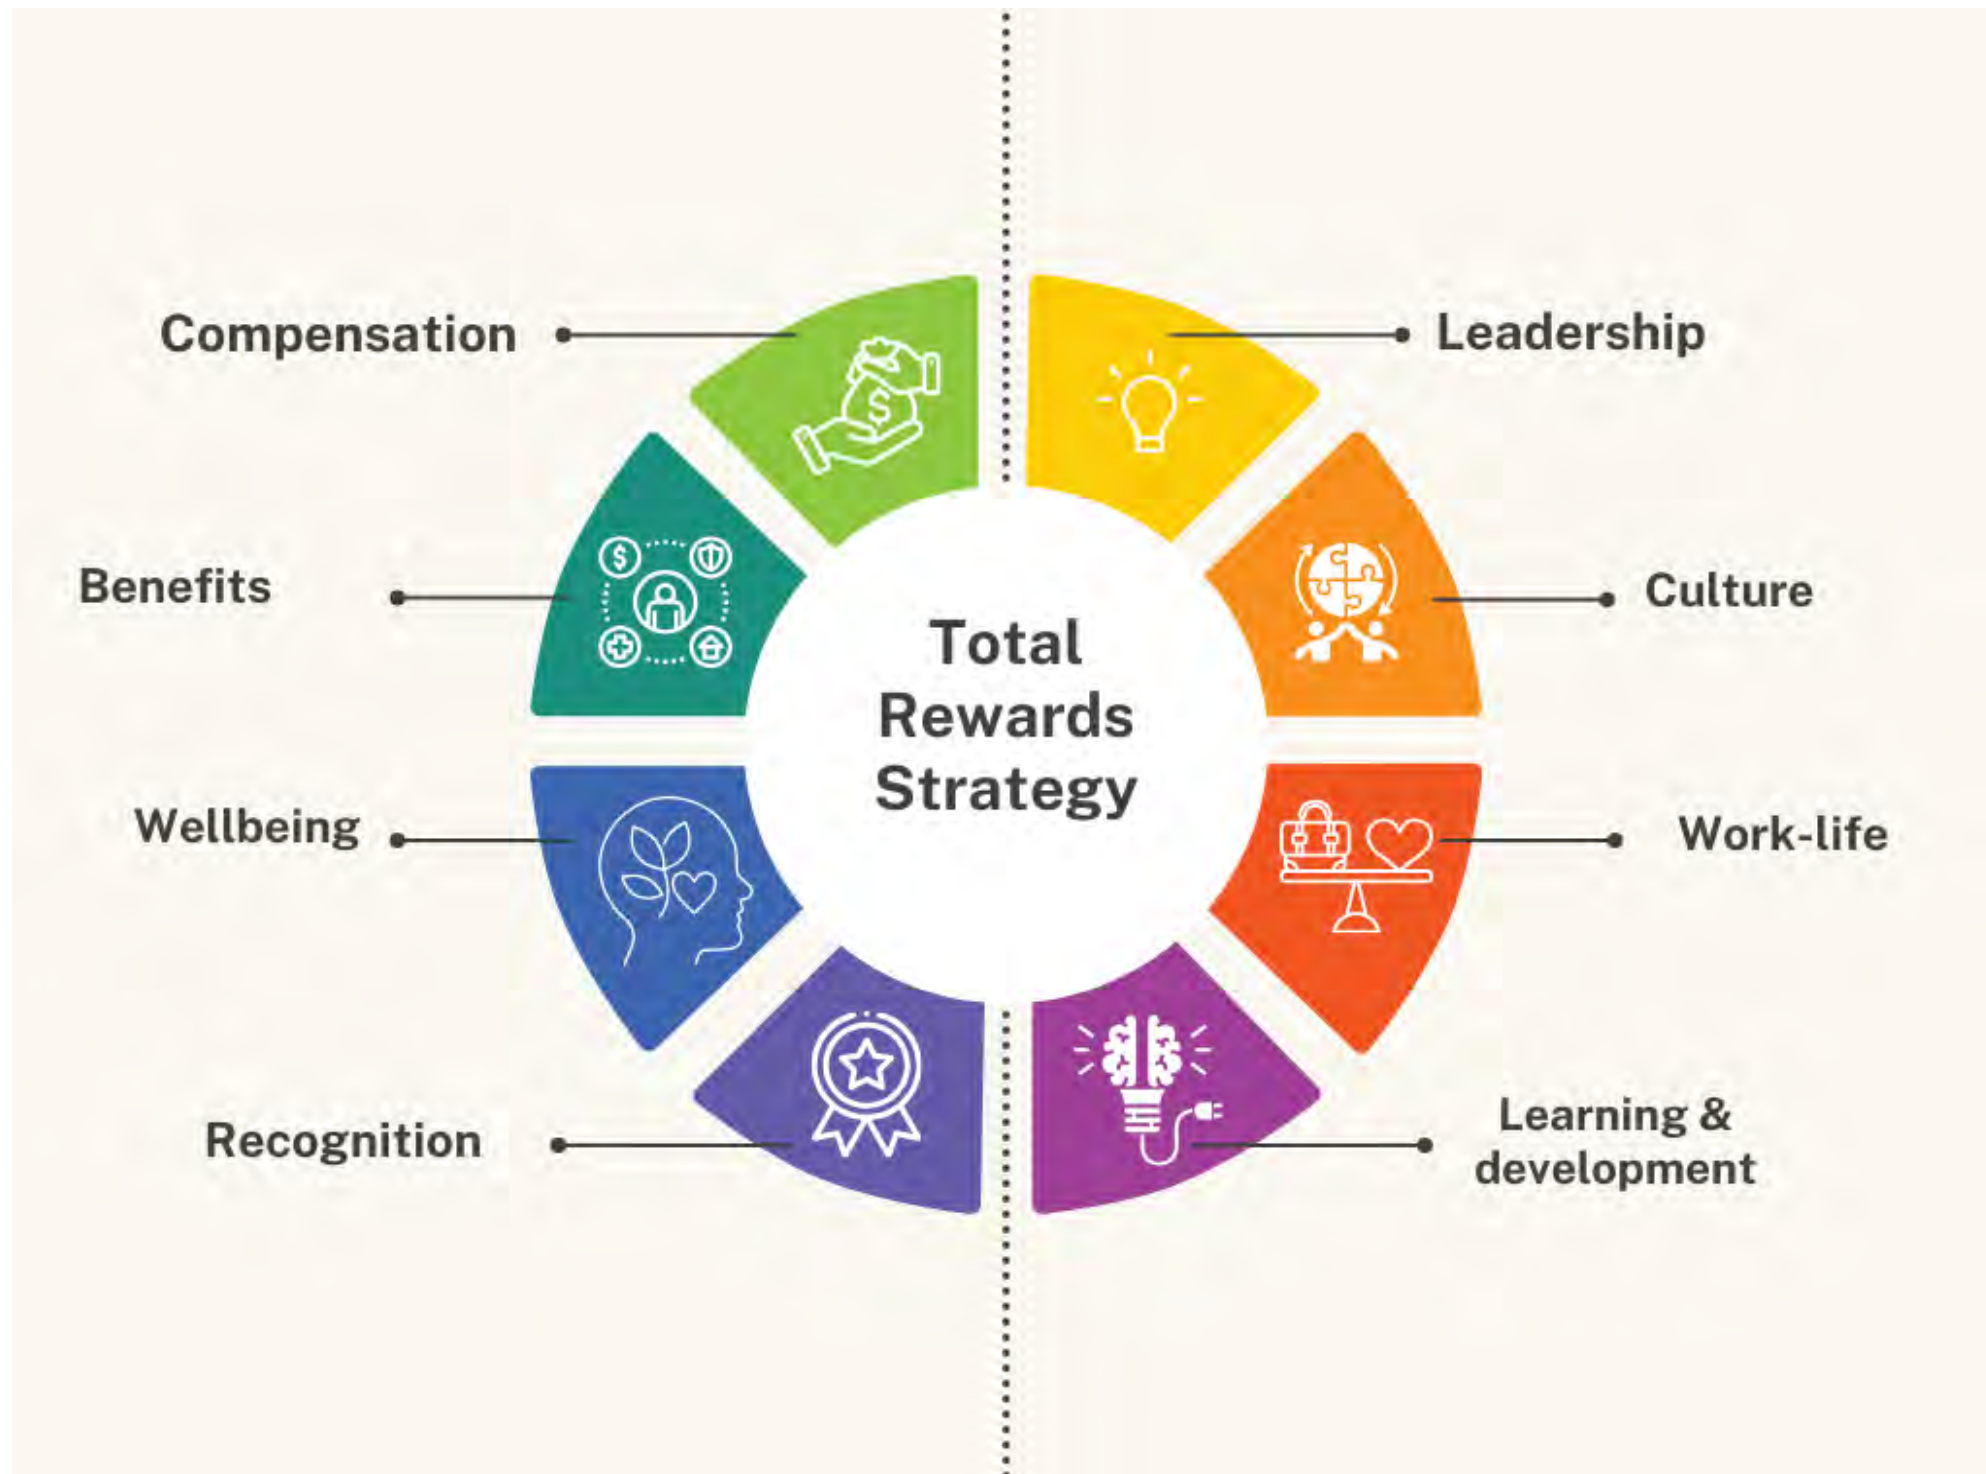 Compensation
Leadership
Benefits
Culture
Total
Rewards
Strategy
Wellbeing
Work-life
Recognition
Learning &
development
$
$